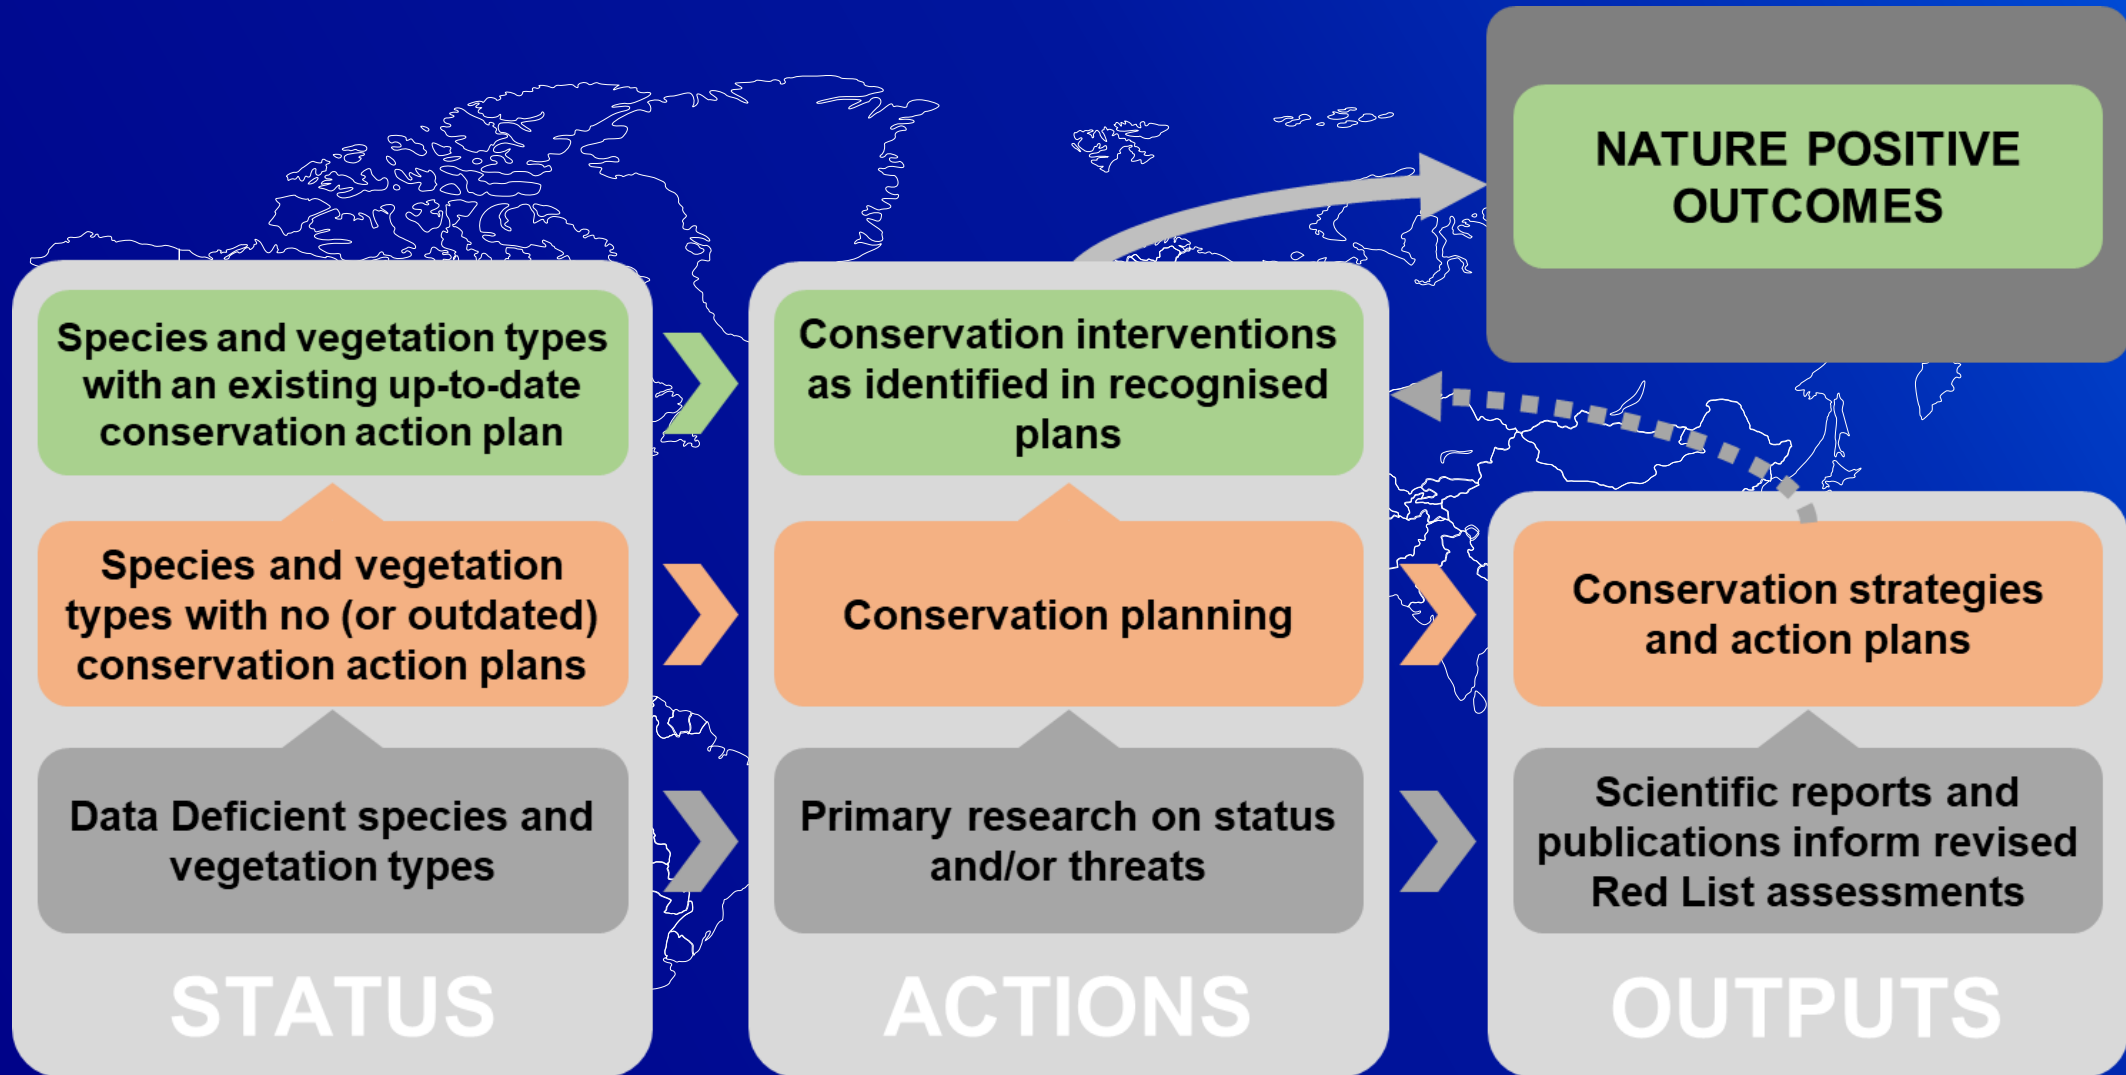 NATURE POSITIVE
OUTCOMES
Species and vegetation types
with an existing up-to-date
conservation action plan
Conservation interventions
as identified in recognised
plans
Species and vegetation
types with no (or outdated)
conservation action plans
Conservation planning
Conservation strategies
and action plans
Data Deficient species and
vegetation types
Primary research on status
and/or threats
Scientific reports and
publications inform revised
Red List assessments
STATUS
ACTIONS
OUTPUTS